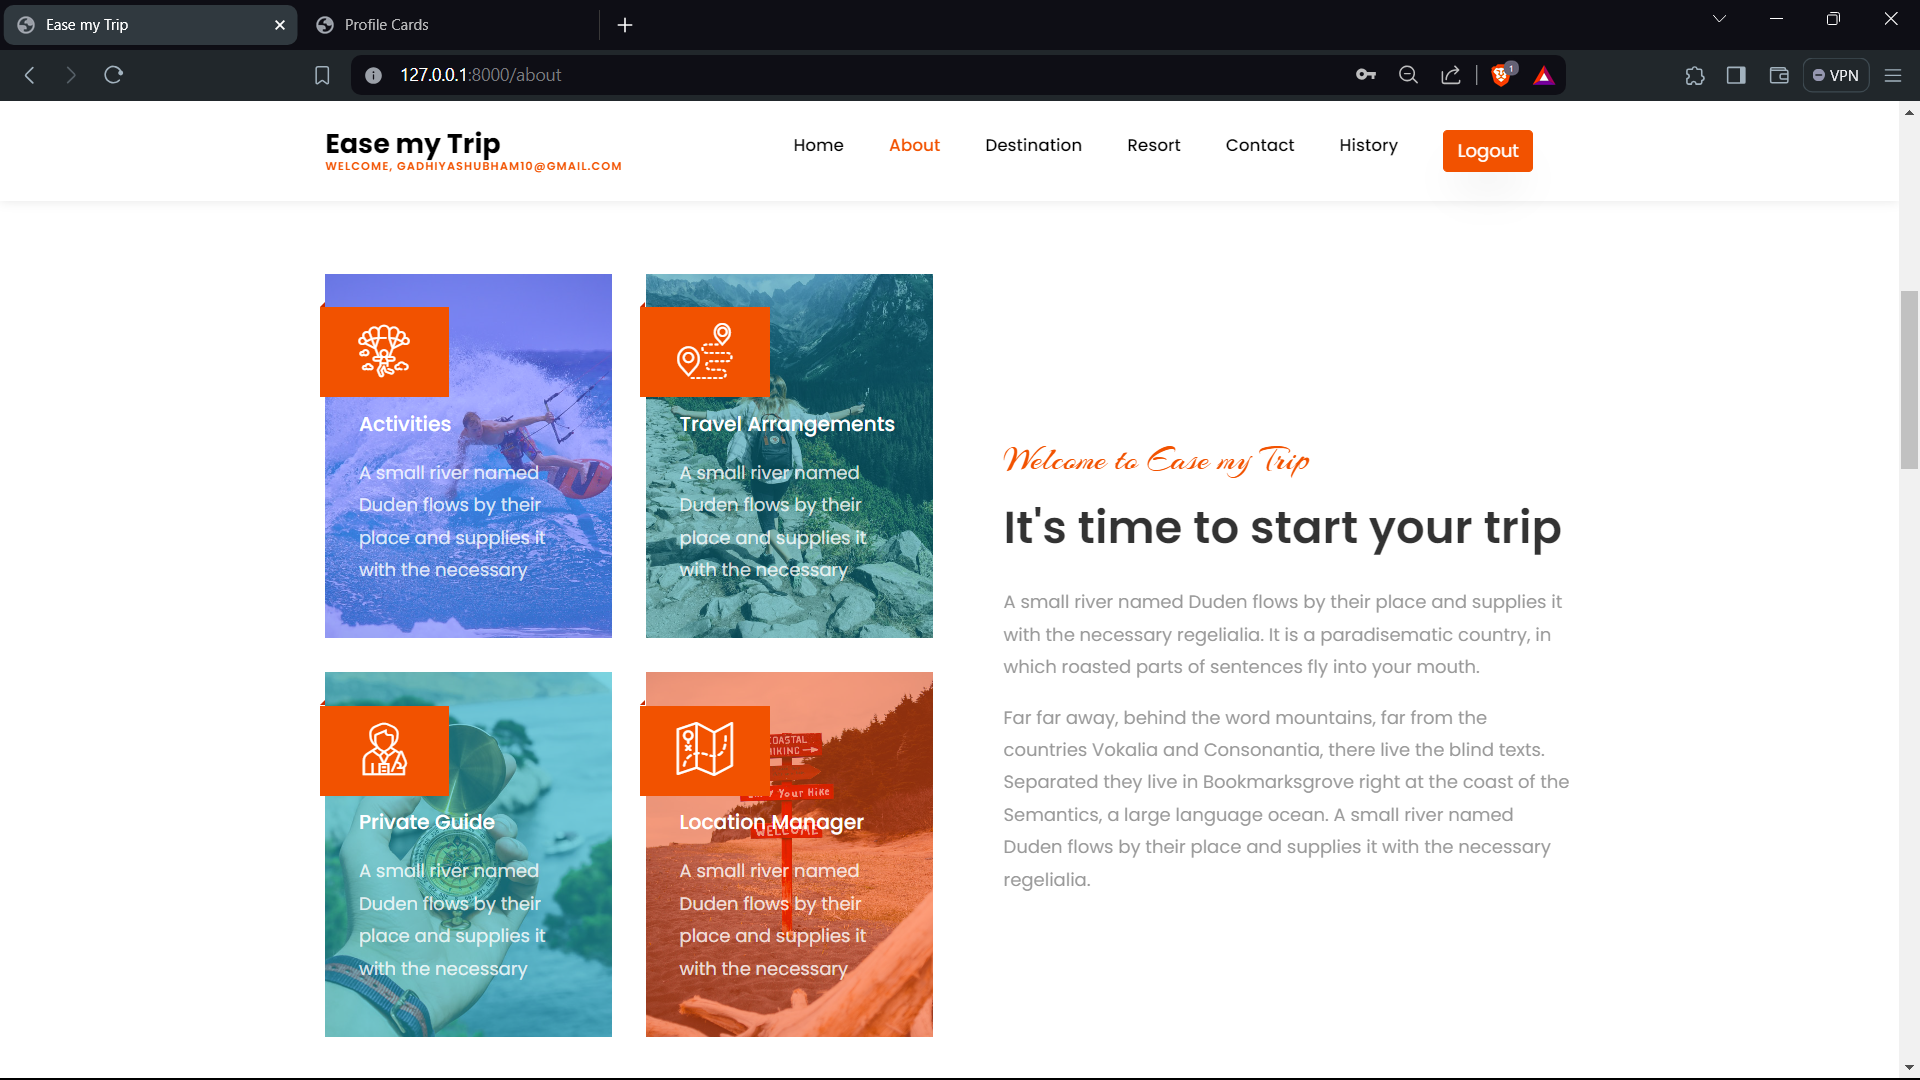 Ease my Trip
Profile Cards
127.0.0.1:8000/about
1
VPN
Ease my Trip
WELCOME, GADHIYASHUBHAM10@GMAIL.COM
Home
About
Destination
Resort
Contact
History
Logout
Activities
A small river named
Duden flows by their
place and supplies it
with the necessary
Travel Arrangements
A small river named
Duden flows by their
place and supplies it
with the necessary
Private Guide
A small river named
Duden flows by their
place and supplies it
with the necessary
COASTAL
HIKING
Your Hike
WELCOME
Location Manager
A small river named
Duden flows by their
place and supplies it
with the necessary
Welcome to Ease my Trip
It's time to start your trip
A small river named Duden flows by their place and supplies it
with the necessary regelialia. It is a paradisematic country, in
which roasted parts of sentences fly into your mouth.
Far far away, behind the word mountains, far from the
countries Vokalia and Consonantia, there live the blind texts.
Separated they live in Bookmarksgrove right at the coast of the
Semantics, a large language ocean. A small river named
Duden flows by their place and supplies it with the necessary
regelialia.